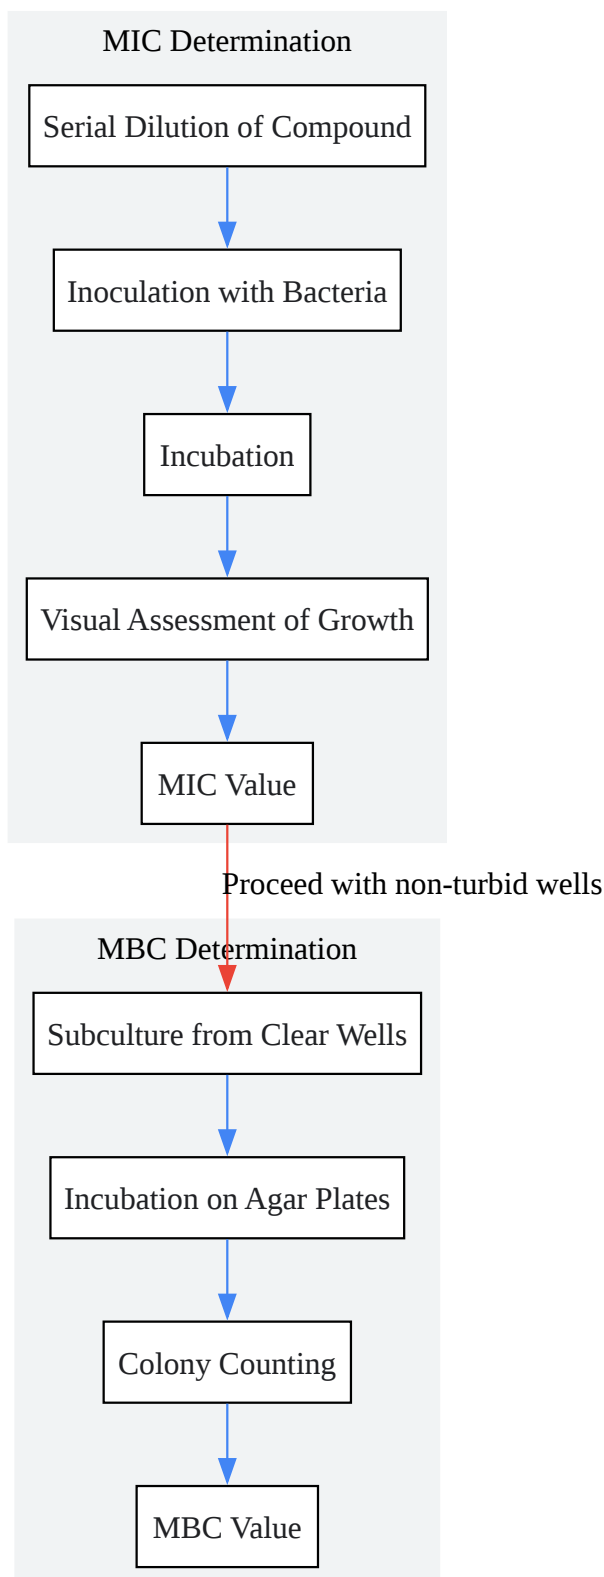 MIC Determination
Serial Dilution of Compound
Inoculation with Bacteria
Incubation
Visual Assessment of Growth
MIC Value
Proceed with non-turbid wells
MBC Determination
Subculture from Clear Wells
Incubation on Agar Plates
Colony Counting
MBC Value